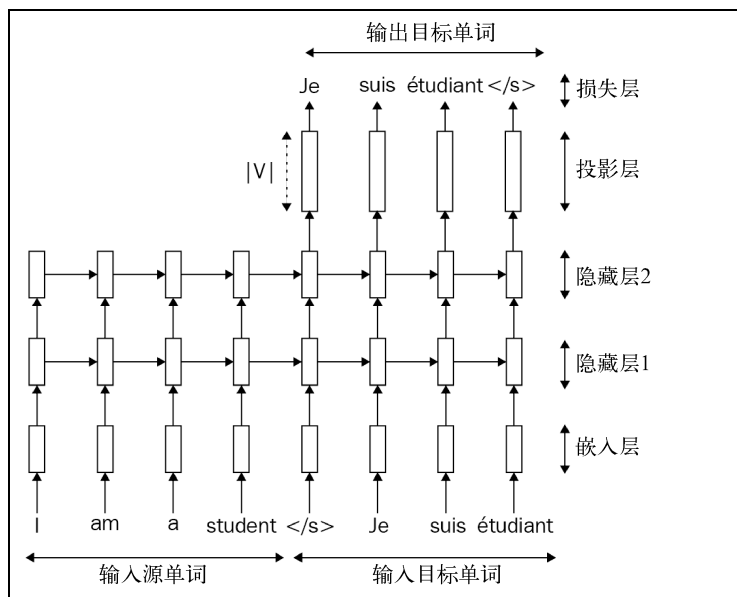 输出目标单词
Je suis étudiant </s> 损失层
|V| 投影层
隐藏层2
隐藏层1
嵌入层
I am a student </s> Je suis étudiant
输入源单词 输入目标单词